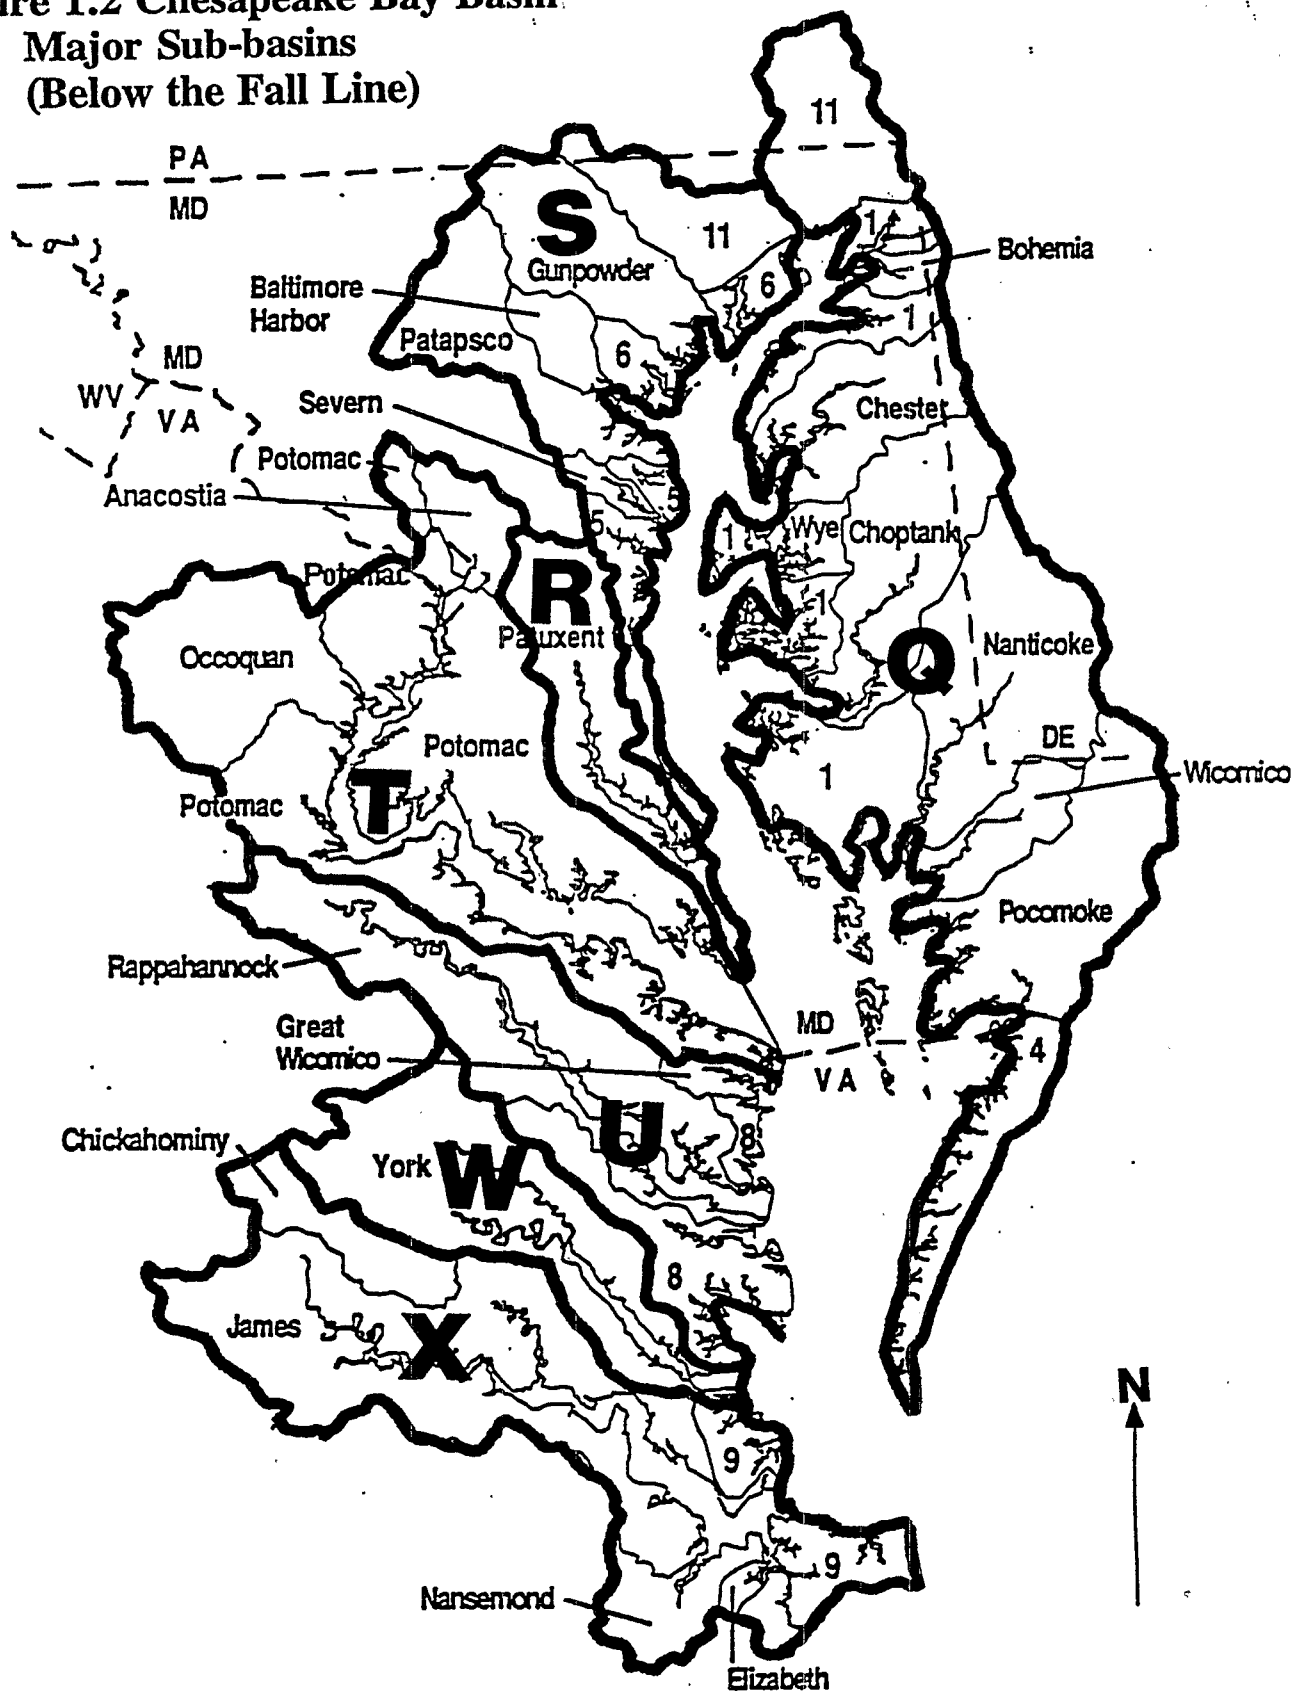 1.2 Chesapeake Bay Basin
Major Sub-basins
(Below the Fall Line)
11
PA
MD
S
11
1
Bohemia
Gunpowder
6
Baltimore
Harbor
1
Patapsco
6
MD
WV
VA
Severn
Chester
Potomac
Anacostia
5
5
1
Wye
Choptank
Potomac
R
1
Patuxent
Occoquan
Q
Nanticoke
Potomac
DE
T
1
Wicomico
Potomac
Pocomoke
Rappahannock
MD
Great
Wicomico
4
VA
U
8
Chickahominy
York
W
8
James
X
N
9
9
Nansemond
Elizabeth